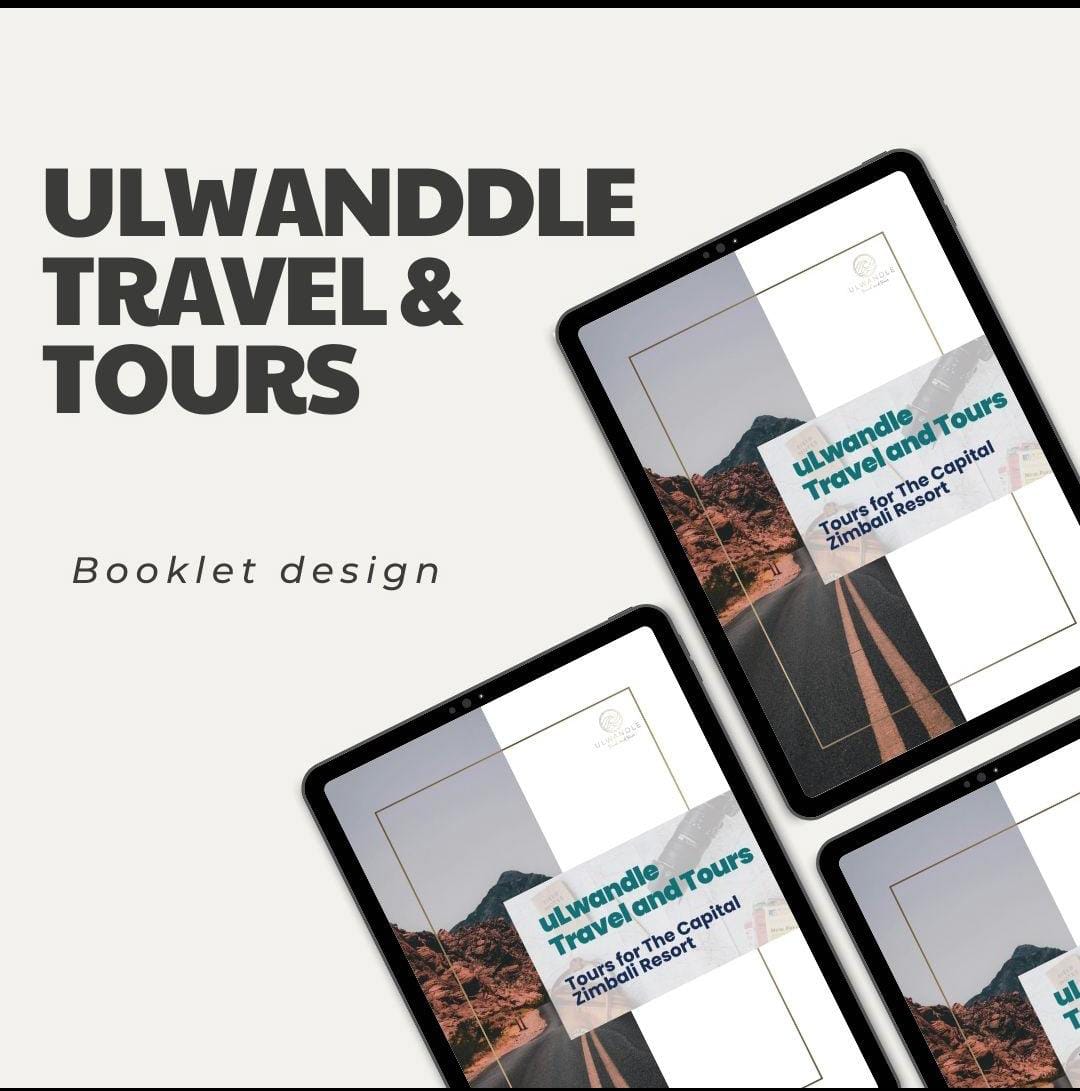 ULWANDDLE
TRAVEL &
TOURS
Booklet design
ULWANDLE
uLwandle
Travel and Tours
Tours for The Capital
Zimbali Resort
ULWANDLE
uLwandle
Travel and Tours
Tours for The Capital
Zimbali Resort